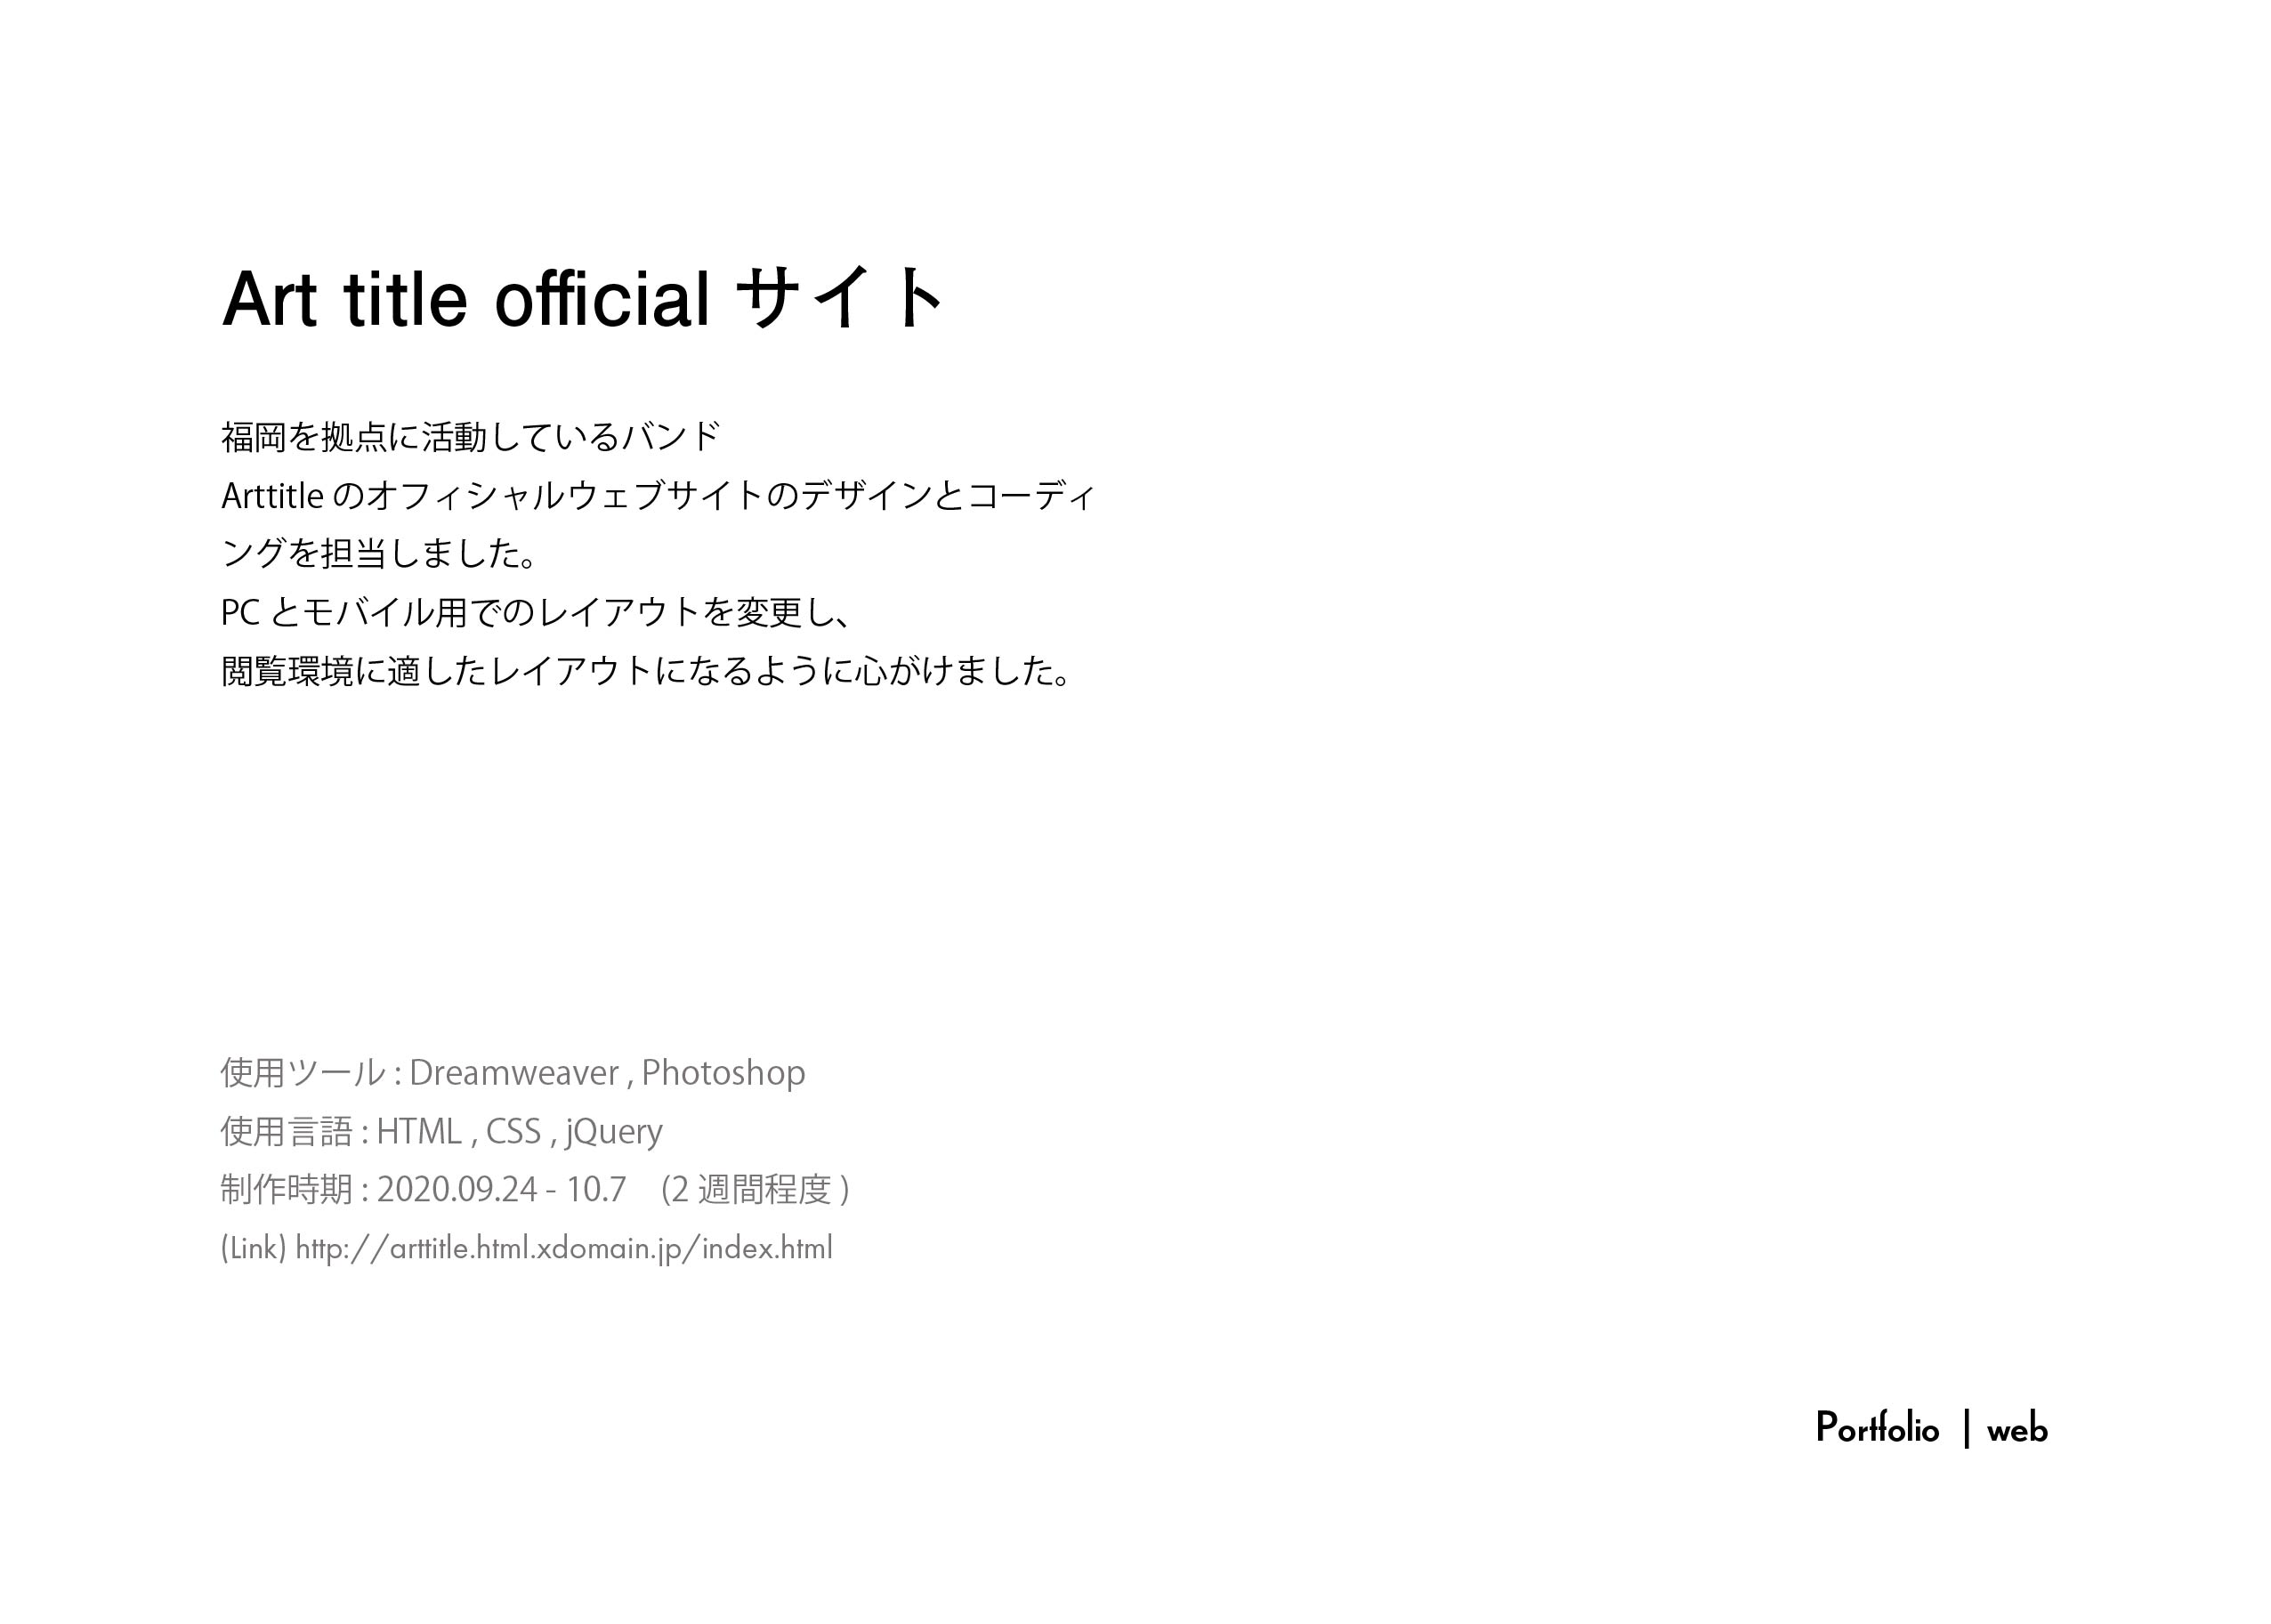 Art title official サイト
福岡を拠点に活動しているバンド
Arttitle のオフィシャルウェブサイトのデザインとコーディ
ングを担当しました。
PC とモバイル用でのレイアウトを変更し、
閲覧環境に適したレイアウトになるように心がけました。
使用ツール : Dreamweaver , Photoshop
使用言語 : HTML , CSS , jQuery
制作時期 : 2020.09.24 - 10.7　(2 週間程度 )
(Link) http://arttitle.html.xdomain.jp/index.html
Portfolio | web